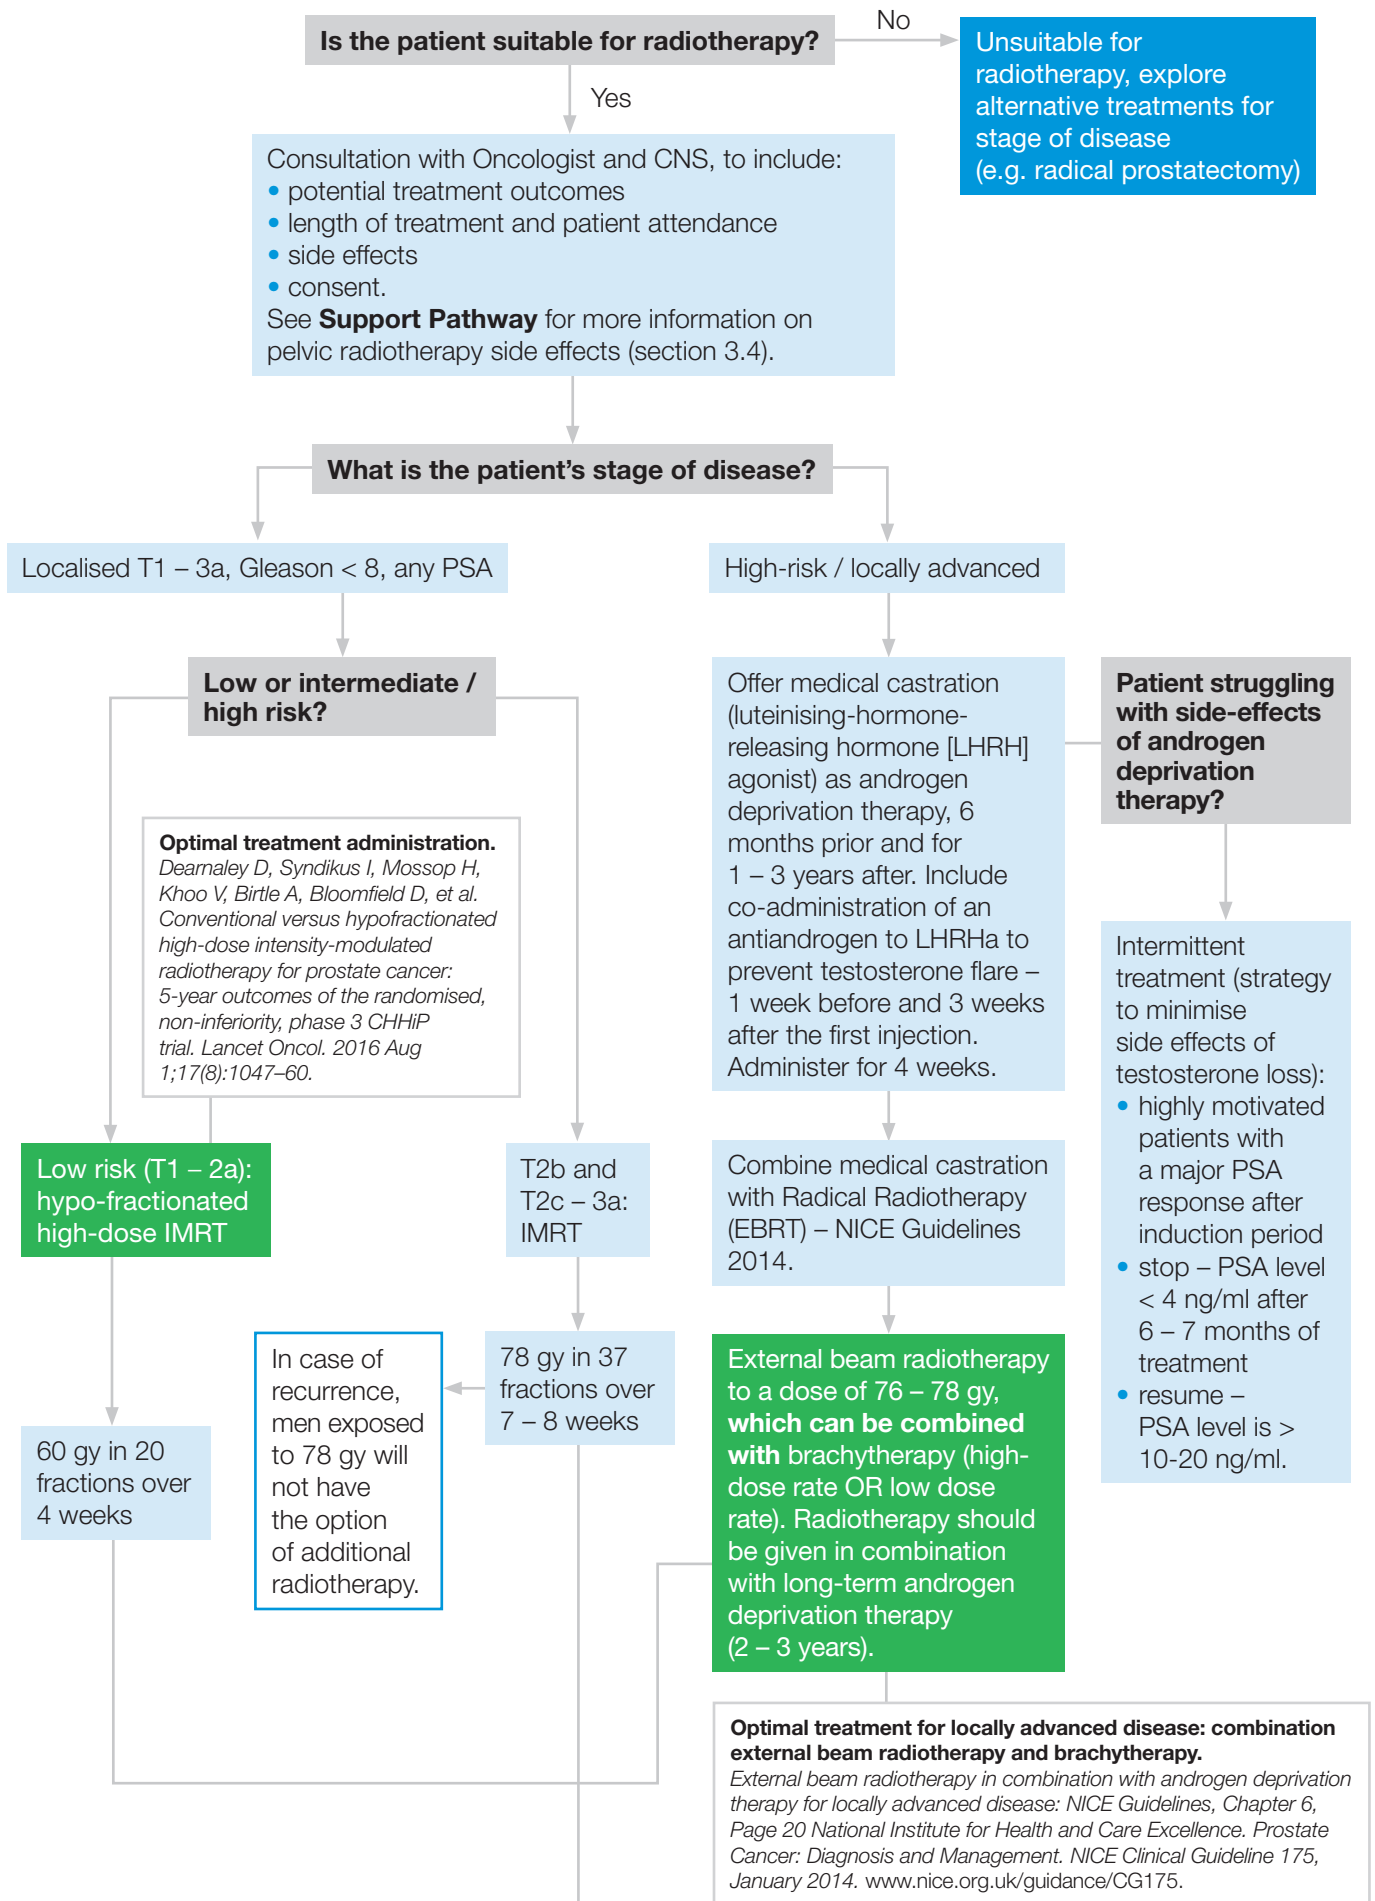 Is the patient suitable for radiotherapy?
No
Unsuitable for
radiotherapy, explore
alternative treatments for
stage of disease
(e.g. radical prostatectomy)
Yes
Consultation with Oncologist and CNS, to include:
• potential treatment outcomes
• length of treatment and patient attendance
• side effects
• consent.
See Support Pathway for more information on
pelvic radiotherapy side effects (section 3.4).
What is the patient’s stage of disease?
Localised T1 – 3a, Gleason < 8, any PSA
High-risk / locally advanced
Low or intermediate /
high risk?
Optimal treatment administration.
Dearnaley D, Syndikus I, Mossop H,
Khoo V, Birtle A, Bloomfield D, et al.
Conventional versus hypofractionated
high-dose intensity-modulated
radiotherapy for prostate cancer:
5-year outcomes of the randomised,
non-inferiority, phase 3 CHHiP
trial. Lancet Oncol. 2016 Aug
1;17(8):1047–60.
Low risk (T1 – 2a):
hypo-fractionated
high-dose IMRT
60 gy in 20
fractions over
4 weeks
T2b and
T2c – 3a:
IMRT
78 gy in 37
fractions over
7 – 8 weeks
In case of
recurrence,
men exposed
to 78 gy will
not have
the option
of additional
radiotherapy.
Offer medical castration
(luteinising-hormone-
releasing hormone [LHRH]
agonist) as androgen
deprivation therapy, 6
months prior and for
1 – 3 years after. Include
co-administration of an
antiandrogen to LHRHa to
prevent testosterone flare –
1 week before and 3 weeks
after the first injection.
Administer for 4 weeks.
Combine medical castration
with Radical Radiotherapy
(EBRT) – NICE Guidelines
2014.
External beam radiotherapy
to a dose of 76 – 78 gy,
which can be combined
with brachytherapy (high-
dose rate OR low dose
rate). Radiotherapy should
be given in combination
with long-term androgen
deprivation therapy
(2 – 3 years).
Patient struggling
with side-effects
of androgen
deprivation
therapy?
Intermittent
treatment (strategy
to minimise
side effects of
testosterone loss):
• highly motivated
patients with
a major PSA
response after
induction period
• stop – PSA level
< 4 ng/ml after
6 – 7 months of
treatment
• resume –
PSA level is >
10-20 ng/ml.
Optimal treatment for locally advanced disease: combination
external beam radiotherapy and brachytherapy.
External beam radiotherapy in combination with androgen deprivation
therapy for locally advanced disease: NICE Guidelines, Chapter 6,
Page 20 National Institute for Health and Care Excellence. Prostate
Cancer: Diagnosis and Management. NICE Clinical Guideline 175,
January 2014. www.nice.org.uk/guidance/CG175.